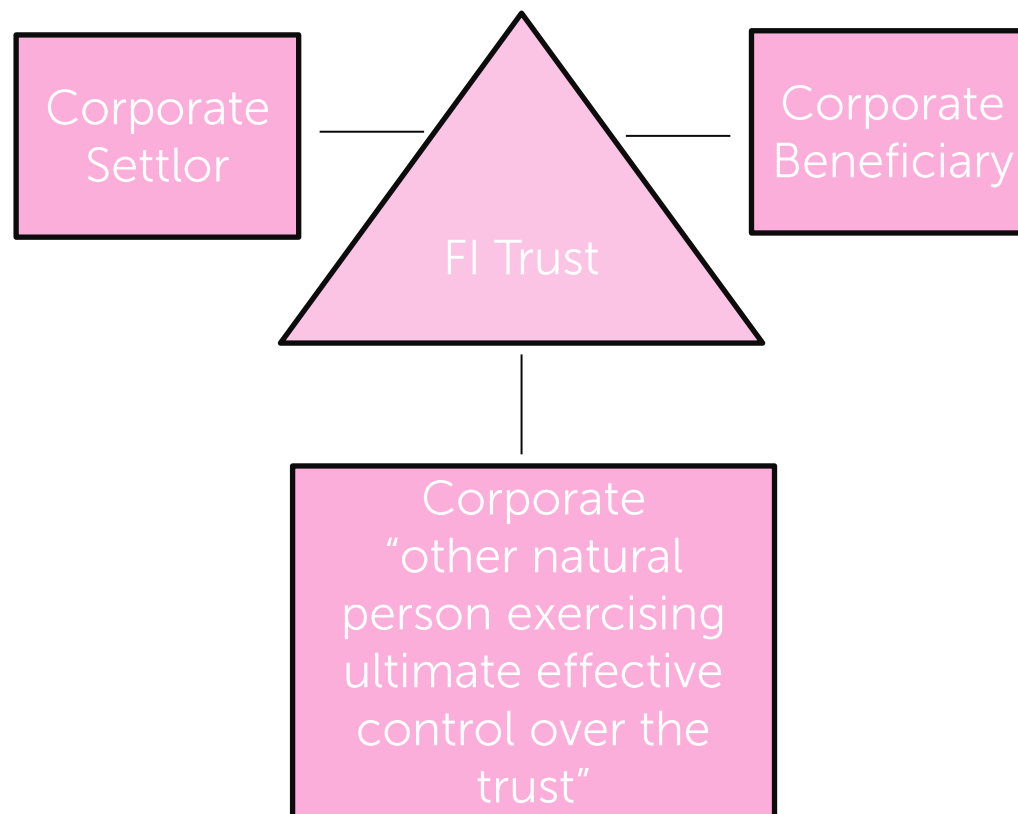 Corporate
Settlor
Corporate
Beneficiary
FI Trust
Corporate
“other natural
person exercising
ultimate effective
control over the
trust”